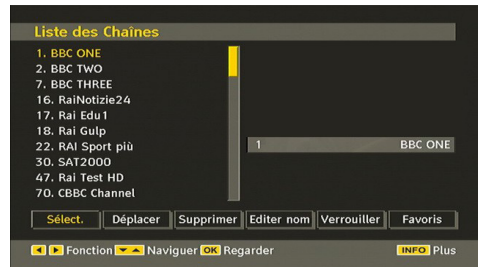 Liste des Chaînes
1. BBC ONE
2. BBC TWO
7. BBC THREE
16. RaiNotizie24
17. Rai Edu1
18. Rai Gulp
22. RAI Sport più
30. SAT2000
47. Rai Test HD
70. CBBC Channel
1 BBC ONE
Sélect. Déplacer Supprimer Editer nom Verrouiller Favoris
Fonction Naviguer OK Regarder INFO Plus